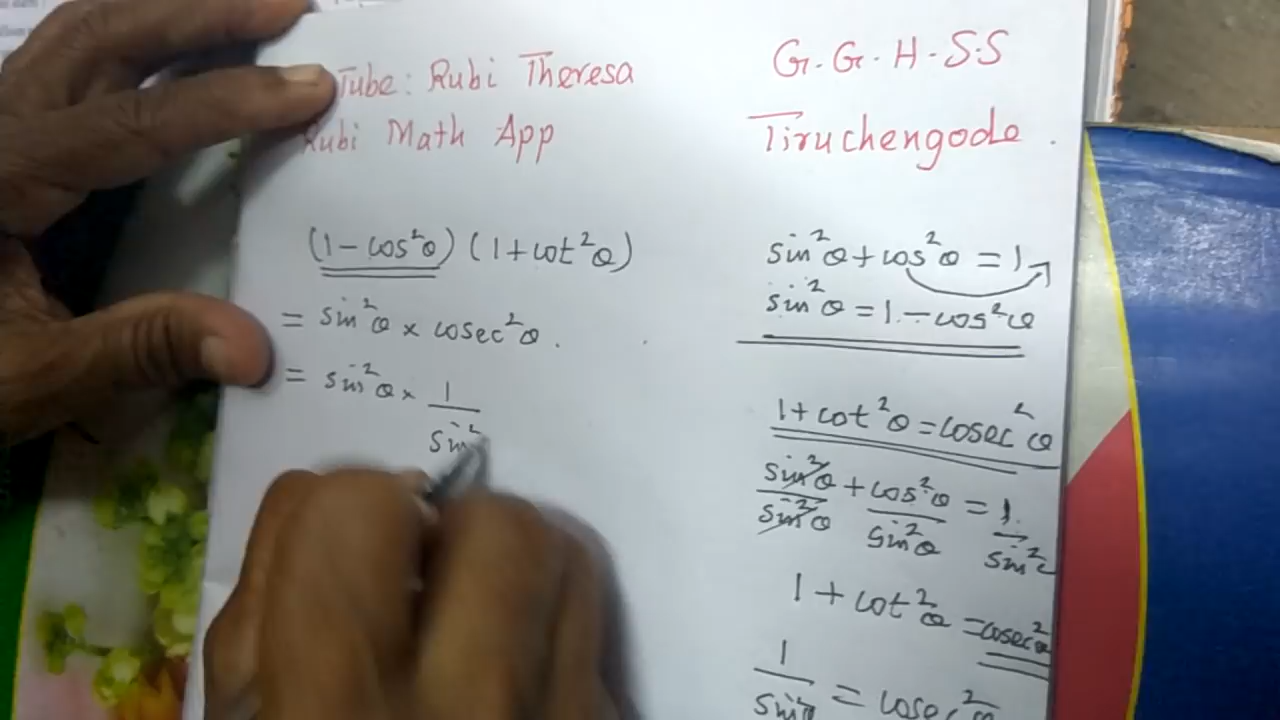 Tube: Rubi Theresa
Rubi Math App
G.G.H.S.S
Tiruchengode.
(1-cos²θ)(1+cot²θ)
= sin²θ × cosec²θ.
= sin²θ × 1/sin²
sin²θ+cos²θ=1
sin²θ=1-cos²θ
1+cot²θ=cosec²θ
sin²θ/sin²θ + cos²θ/sin²θ = 1/sin²
1+cot²θ=cosec²θ
1/sin² = cosec²